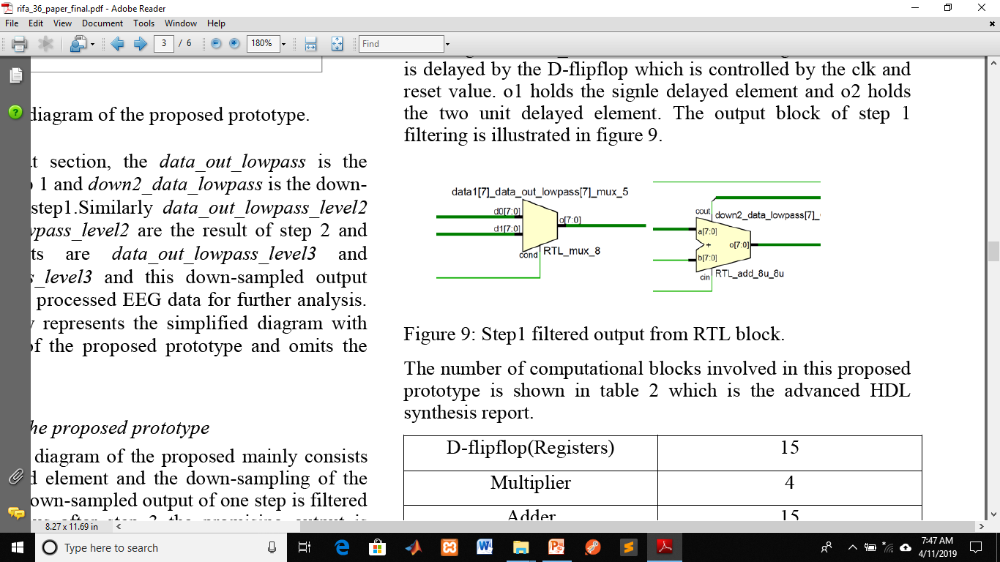 rifa_36_paper_final.pdf - Adobe Reader
File Edit View Document Tools Window Help
3 / 6 180% Find
diagram of the proposed prototype.
section, the data_out_lowpass is the
1 and down2_data_lowpass is the down-
step1.Similarly data_out_lowpass_level2
_level2 are the result of step 2 and
are data_out_lowpass_level3 and
_level3 and this down-sampled output
processed EEG data for further analysis.
represents the simplified diagram with
of the proposed prototype and omits the
he proposed prototype
diagram of the proposed mainly consists
element and the down-sampling of the
own-sampled output of one step is filtered
is delayed by the D-flipflop which is controlled by the clk and
reset value. o1 holds the signle delayed element and o2 holds
the two unit delayed element. The output block of step 1
filtering is illustrated in figure 9.
data1[7]_data_out_lowpass[7]_mux_5
d0[7:0]
o[7:0]
d1[7:0]
cond RTL_mux_8
cout down2_data_lowpass[7]_
a[7:0]
+ o[7:0]
b[7:0]
cin RTL_add_8u_8u
Figure 9: Step1 filtered output from RTL block.
The number of computational blocks involved in this proposed
prototype is shown in table 2 which is the advanced HDL
synthesis report.
D-flipflop(Registers) 15
Multiplier 4
Adder 15
8.27 x 11.69 in
Type here to search
7:47 AM
4/11/2019